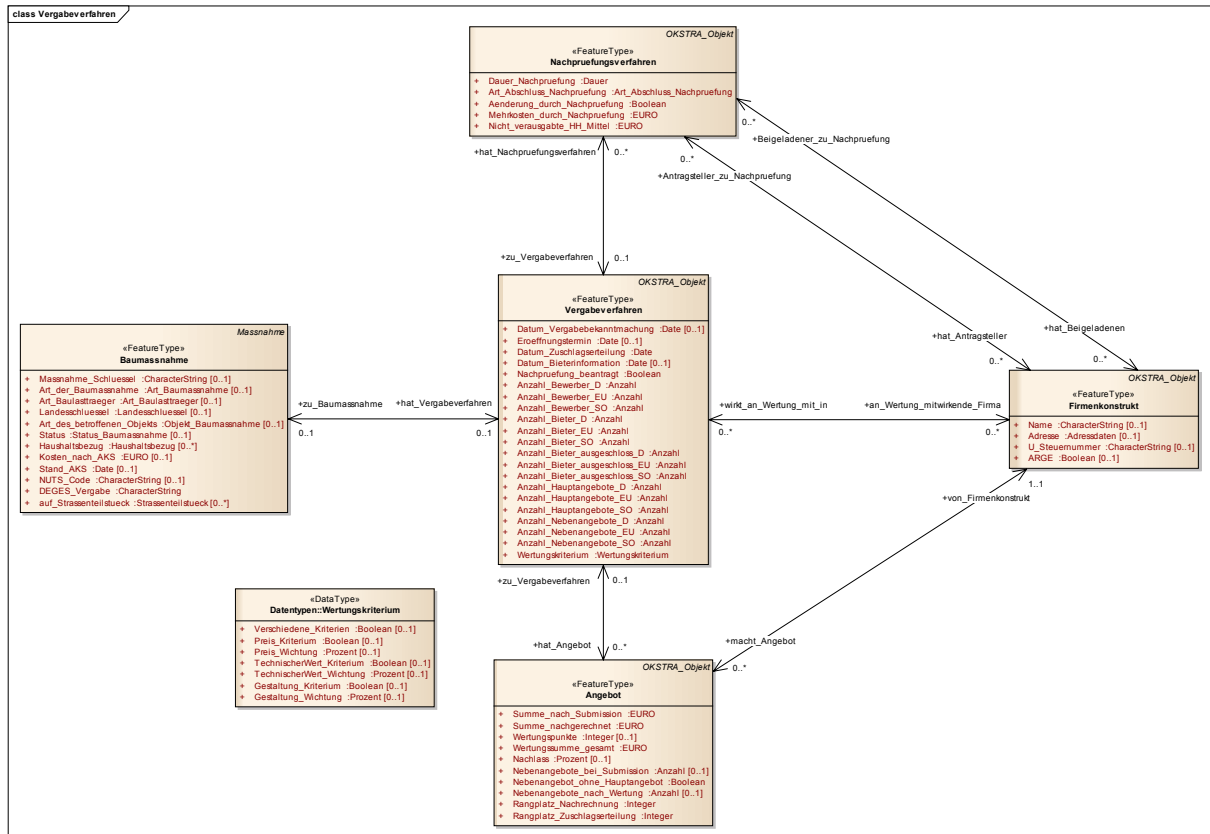 class Vergabeverfahren
OKSTRA_Objekt
«FeatureType»
Nachpruefungsverfahren
+ Dauer_Nachpruefung :Dauer
+ Art_Abschluss_Nachpruefung :Art_Abschluss_Nachpruefung
+ Aenderung_durch_Nachpruefung :Boolean
+ Mehrkosten_durch_Nachpruefung :EURO
+ Nicht_verausgabte_HH_Mittel :EURO
+hat_Nachpruefungsverfahren
0..*
0..*
0..*
+Beigeladener_zu_Nachpruefung
+Antragsteller_zu_Nachpruefung
+zu_Vergabeverfahren
0..1
+hat_Antragsteller
0..*
+hat_Beigeladenen
0..*
OKSTRA_Objekt
«FeatureType»
Vergabeverfahren
+ Datum_Vergabebekanntmachung :Date [0..1]
+ Eroeffnungstermin :Date [0..1]
+ Datum_Zuschlagserteilung :Date
+ Datum_Bieterinformation :Date [0..1]
+ Nachpruefung_beantragt :Boolean
+ Anzahl_Bewerber_D :Anzahl
+ Anzahl_Bewerber_EU :Anzahl
+ Anzahl_Bewerber_SO :Anzahl
+ Anzahl_Bieter_D :Anzahl
+ Anzahl_Bieter_EU :Anzahl
+ Anzahl_Bieter_SO :Anzahl
+ Anzahl_Bieter_ausgeschloss_D :Anzahl
+ Anzahl_Bieter_ausgeschloss_EU :Anzahl
+ Anzahl_Bieter_ausgeschloss_SO :Anzahl
+ Anzahl_Hauptangebote_D :Anzahl
+ Anzahl_Hauptangebote_EU :Anzahl
+ Anzahl_Hauptangebote_SO :Anzahl
+ Anzahl_Nebenangebote_D :Anzahl
+ Anzahl_Nebenangebote_EU :Anzahl
+ Anzahl_Nebenangebote_SO :Anzahl
+ Wertungskriterium :Wertungskriterium
Massnahme
«FeatureType»
Baumassnahme
+ Massnahme_Schluessel :CharacterString [0..1]
+ Art_der_Baumassnahme :Art_Baumassnahme [0..1]
+ Art_Baulasttraeger :Art_Baulasttraeger [0..1]
+ Landesschluessel :Landesschluessel [0..1]
+ Art_des_betroffenen_Objekts :Objekt_Baumassnahme [0..1]
+ Status :Status_Baumassnahme [0..1]
+ Haushaltsbezug :Haushaltsbezug [0..*]
+ Kosten_nach_AKS :EURO [0..1]
+ Stand_AKS :Date [0..1]
+ NUTS_Code :CharacterString [0..1]
+ DEGES_Vergabe :CharacterString
+ auf_Strassenteilstueck :Strassenteilstueck [0..*]
+zu_Baumassnahme
0..1
+hat_Vergabeverfahren
0..1
+wirkt_an_Wertung_mit_in
0..*
+an_Wertung_mitwirkende_Firma
0..*
OKSTRA_Objekt
«FeatureType»
Firmenkonstrukt
+ Name :CharacterString [0..1]
+ Adresse :Adressdaten [0..1]
+ U_Steuernummer :CharacterString [0..1]
+ ARGE :Boolean [0..1]
1..1
+von_Firmenkonstrukt
+zu_Vergabeverfahren
0..1
«DataType»
Datentypen::Wertungskriterium
+ Verschiedene_Kriterien :Boolean [0..1]
+ Preis_Kriterium :Boolean [0..1]
+ Preis_Wichtung :Prozent [0..1]
+ TechnischerWert_Kriterium :Boolean [0..1]
+ TechnischerWert_Wichtung :Prozent [0..1]
+ Gestaltung_Kriterium :Boolean [0..1]
+ Gestaltung_Wichtung :Prozent [0..1]
+hat_Angebot
0..*
+macht_Angebot
0..*
OKSTRA_Objekt
«FeatureType»
Angebot
+ Summe_nach_Submission :EURO
+ Summe_nachgerechnet :EURO
+ Wertungspunkte :Integer [0..1]
+ Wertungssumme_gesamt :EURO
+ Nachlass :Prozent [0..1]
+ Nebenangebote_bei_Submission :Anzahl [0..1]
+ Nebenangebot_ohne_Hauptangebot :Boolean
+ Nebenangebote_nach_Wertung :Anzahl [0..1]
+ Rangplatz_Nachrechnung :Integer
+ Rangplatz_Zuschlagserteilung :Integer